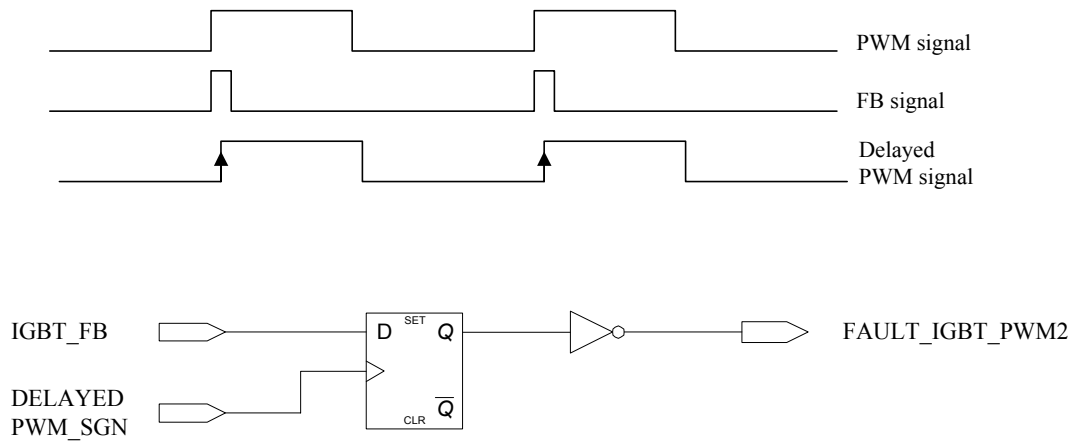 PWM signal
FB signal
Delayed
PWM signal
IGBT_FB
D
SET
Q
FAULT_IGBT_PWM2
DELAYED
PWM_SGN
CLR
Q̅